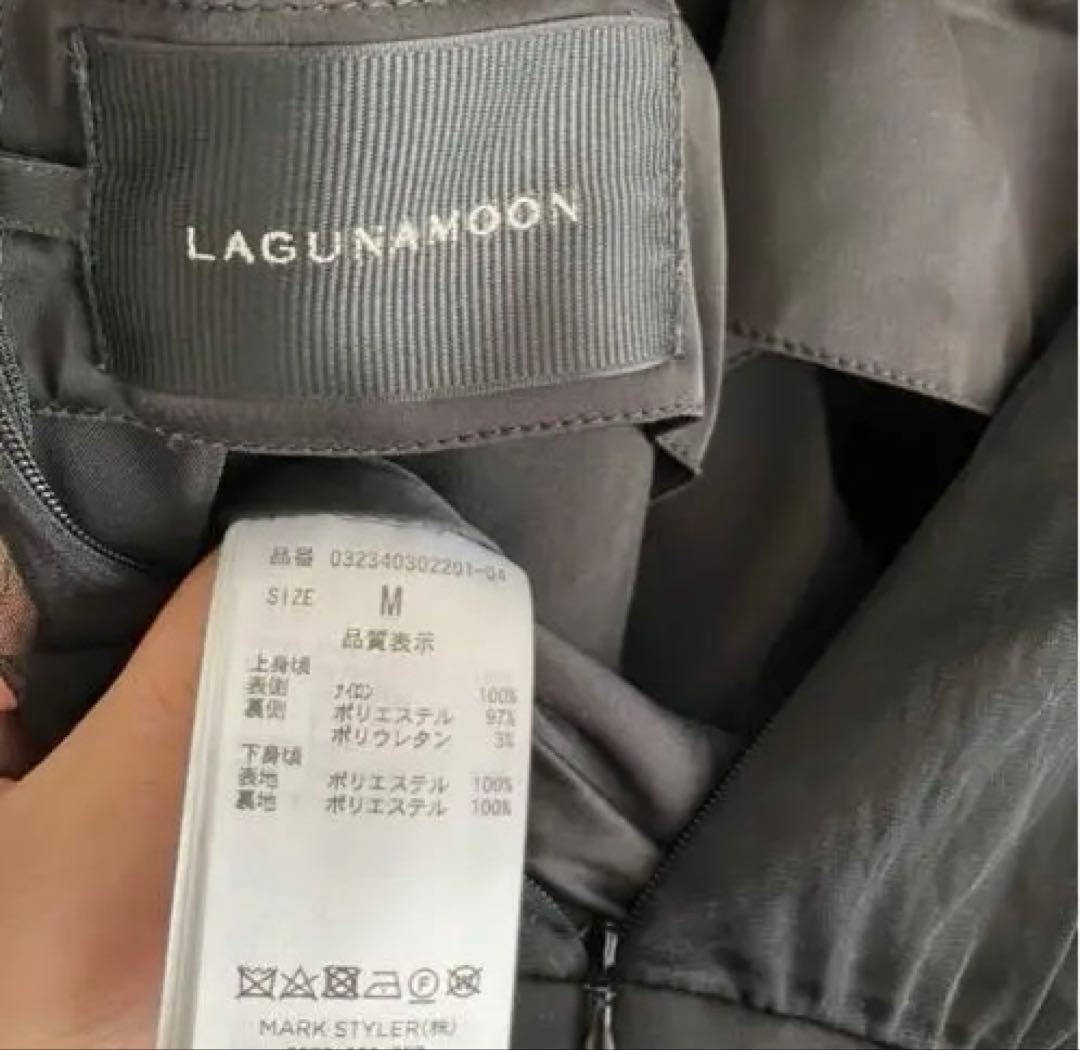 LAGUNAMOON
品番 032340302201-04
SIZE M
品質表示
上身頃
表側 ナイロン 100%
裏側 ポリエステル 97%
ポリウレタン 3%
下身頃
表地 ポリエステル 100%
裏地 ポリエステル 100%
MARK STYLER(株)